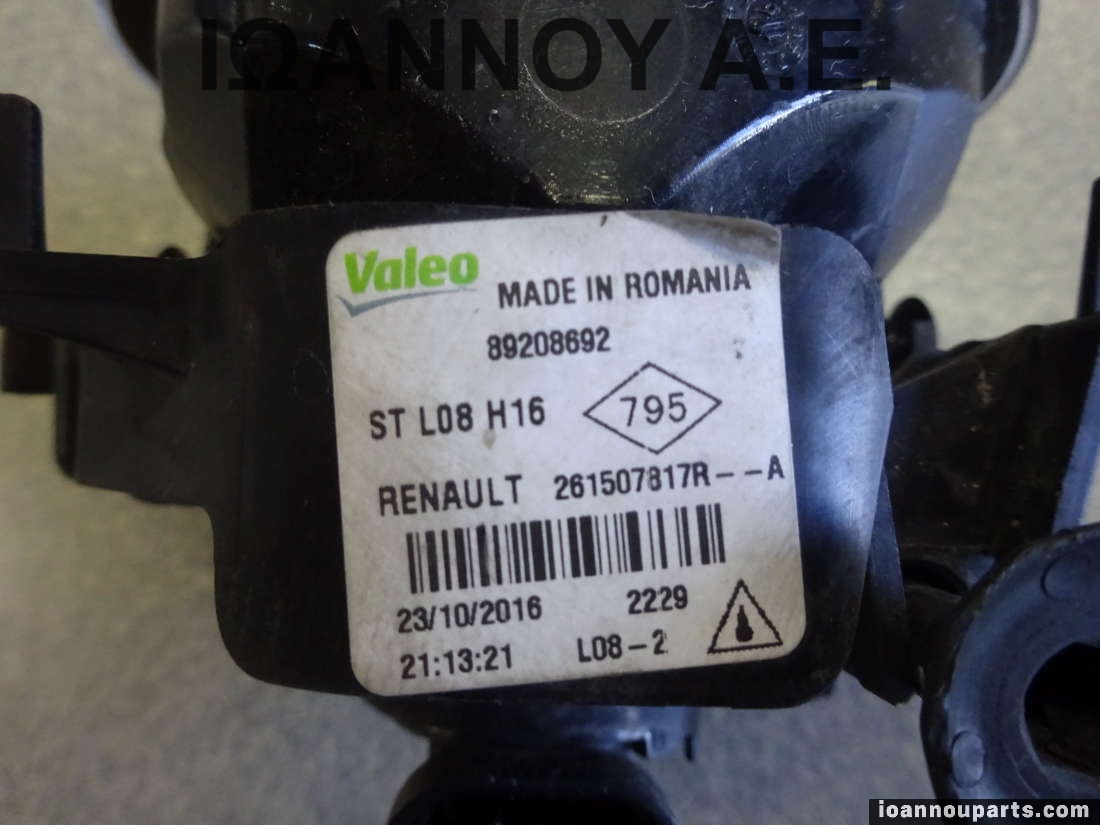 ΙΩΑΝΝΟΥ Α.Ε.
Valeo
MADE IN ROMANIA
89208692
ST L08 H16
795
RENAULT 261507817R--A
23/10/2016 2229
21:13:21 L08-2
ioannouparts.com